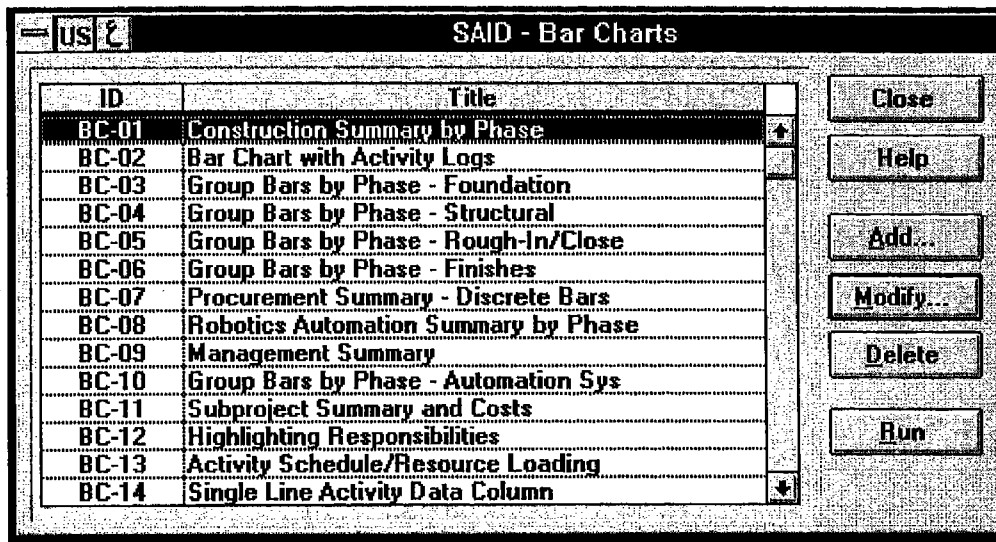 US SAID - Bar Charts
ID Title
BC-01 Construction Summary by Phase
BC-02 Bar Chart with Activity Logs
BC-03 Group Bars by Phase - Foundation
BC-04 Group Bars by Phase - Structural
BC-05 Group Bars by Phase - Rough-In/Close
BC-06 Group Bars by Phase - Finishes
BC-07 Procurement Summary - Discrete Bars
BC-08 Robotics Automation Summary by Phase
BC-09 Management Summary
BC-10 Group Bars by Phase - Automation Sys
BC-11 Subproject Summary and Costs
BC-12 Highlighting Responsibilities
BC-13 Activity Schedule/Resource Loading
BC-14 Single Line Activity Data Column
Close
Help
Add...
Modify...
Delete
Run